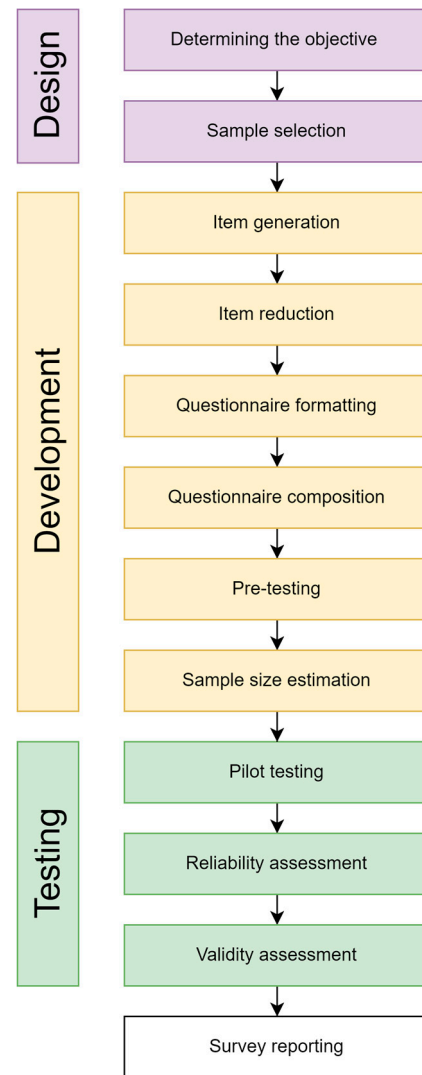 Design
Determining the objective
Sample selection
Development
Item generation
Item reduction
Questionnaire formatting
Questionnaire composition
Pre-testing
Sample size estimation
Testing
Pilot testing
Reliability assessment
Validity assessment
Survey reporting